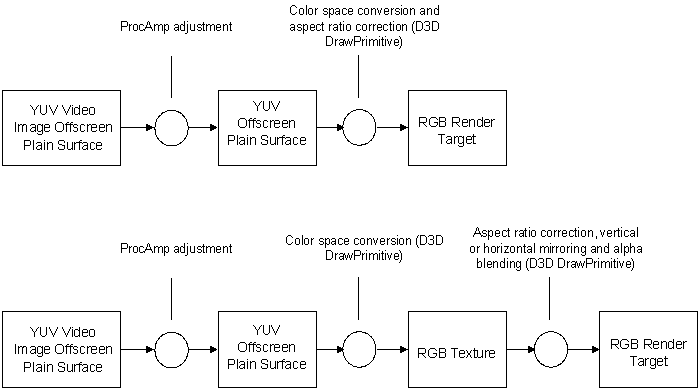 ProcAmp adjustment
Color space conversion and
aspect ratio correction (D3D
DrawPrimitive)
YUV Video
Image Offscreen
Plain Surface
YUV
Offscreen
Plain Surface
RGB Render
Target
ProcAmp adjustment
Color space conversion (D3D
DrawPrimitive)
Aspect ratio correction, vertical
or horizontal mirroring and alpha
blending (D3D DrawPrimitive)
YUV Video
Image Offscreen
Plain Surface
YUV
Offscreen
Plain Surface
RGB Texture
RGB Render
Target